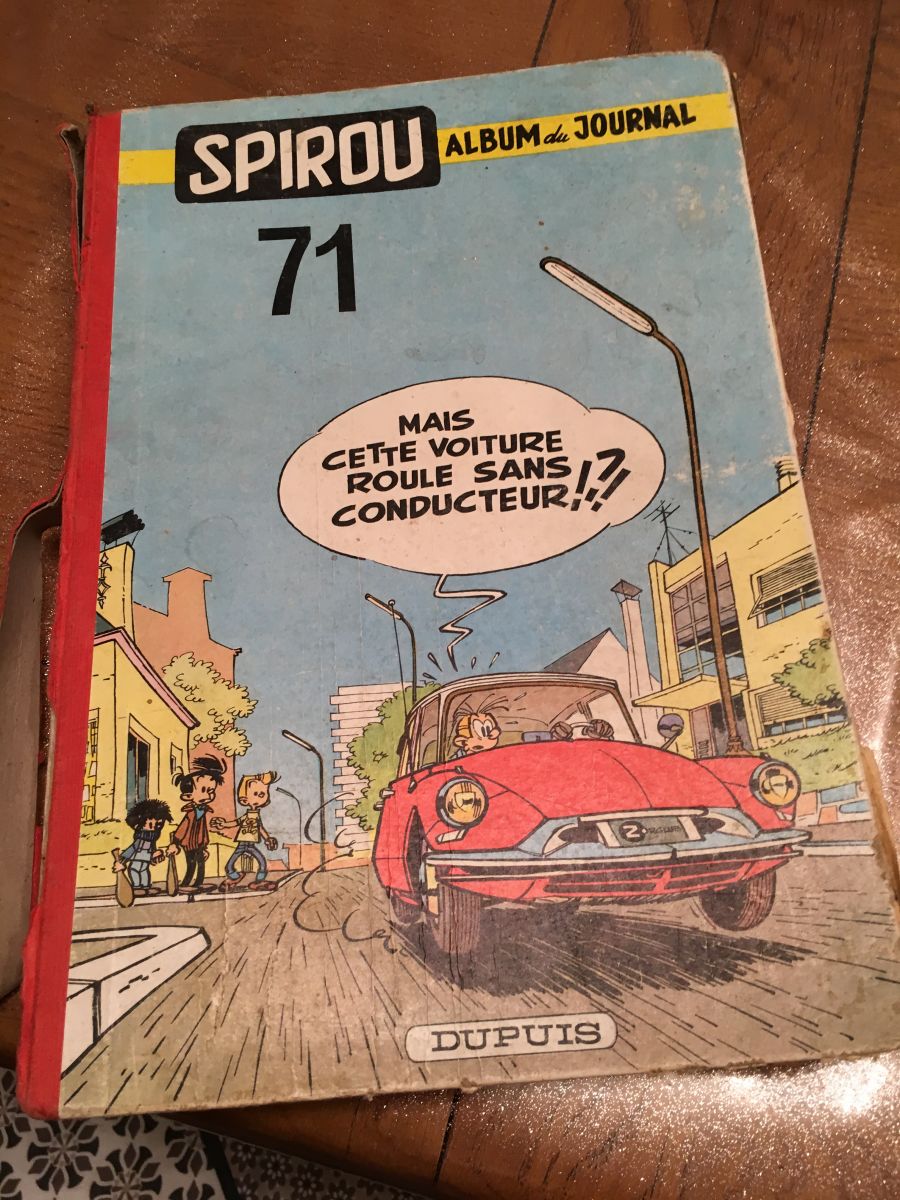 SPIROU ALBUM du JOURNAL
71
MAIS
CETTE VOITURE
ROULE SANS
CONDUCTEUR!?!
Z
DUPUIS